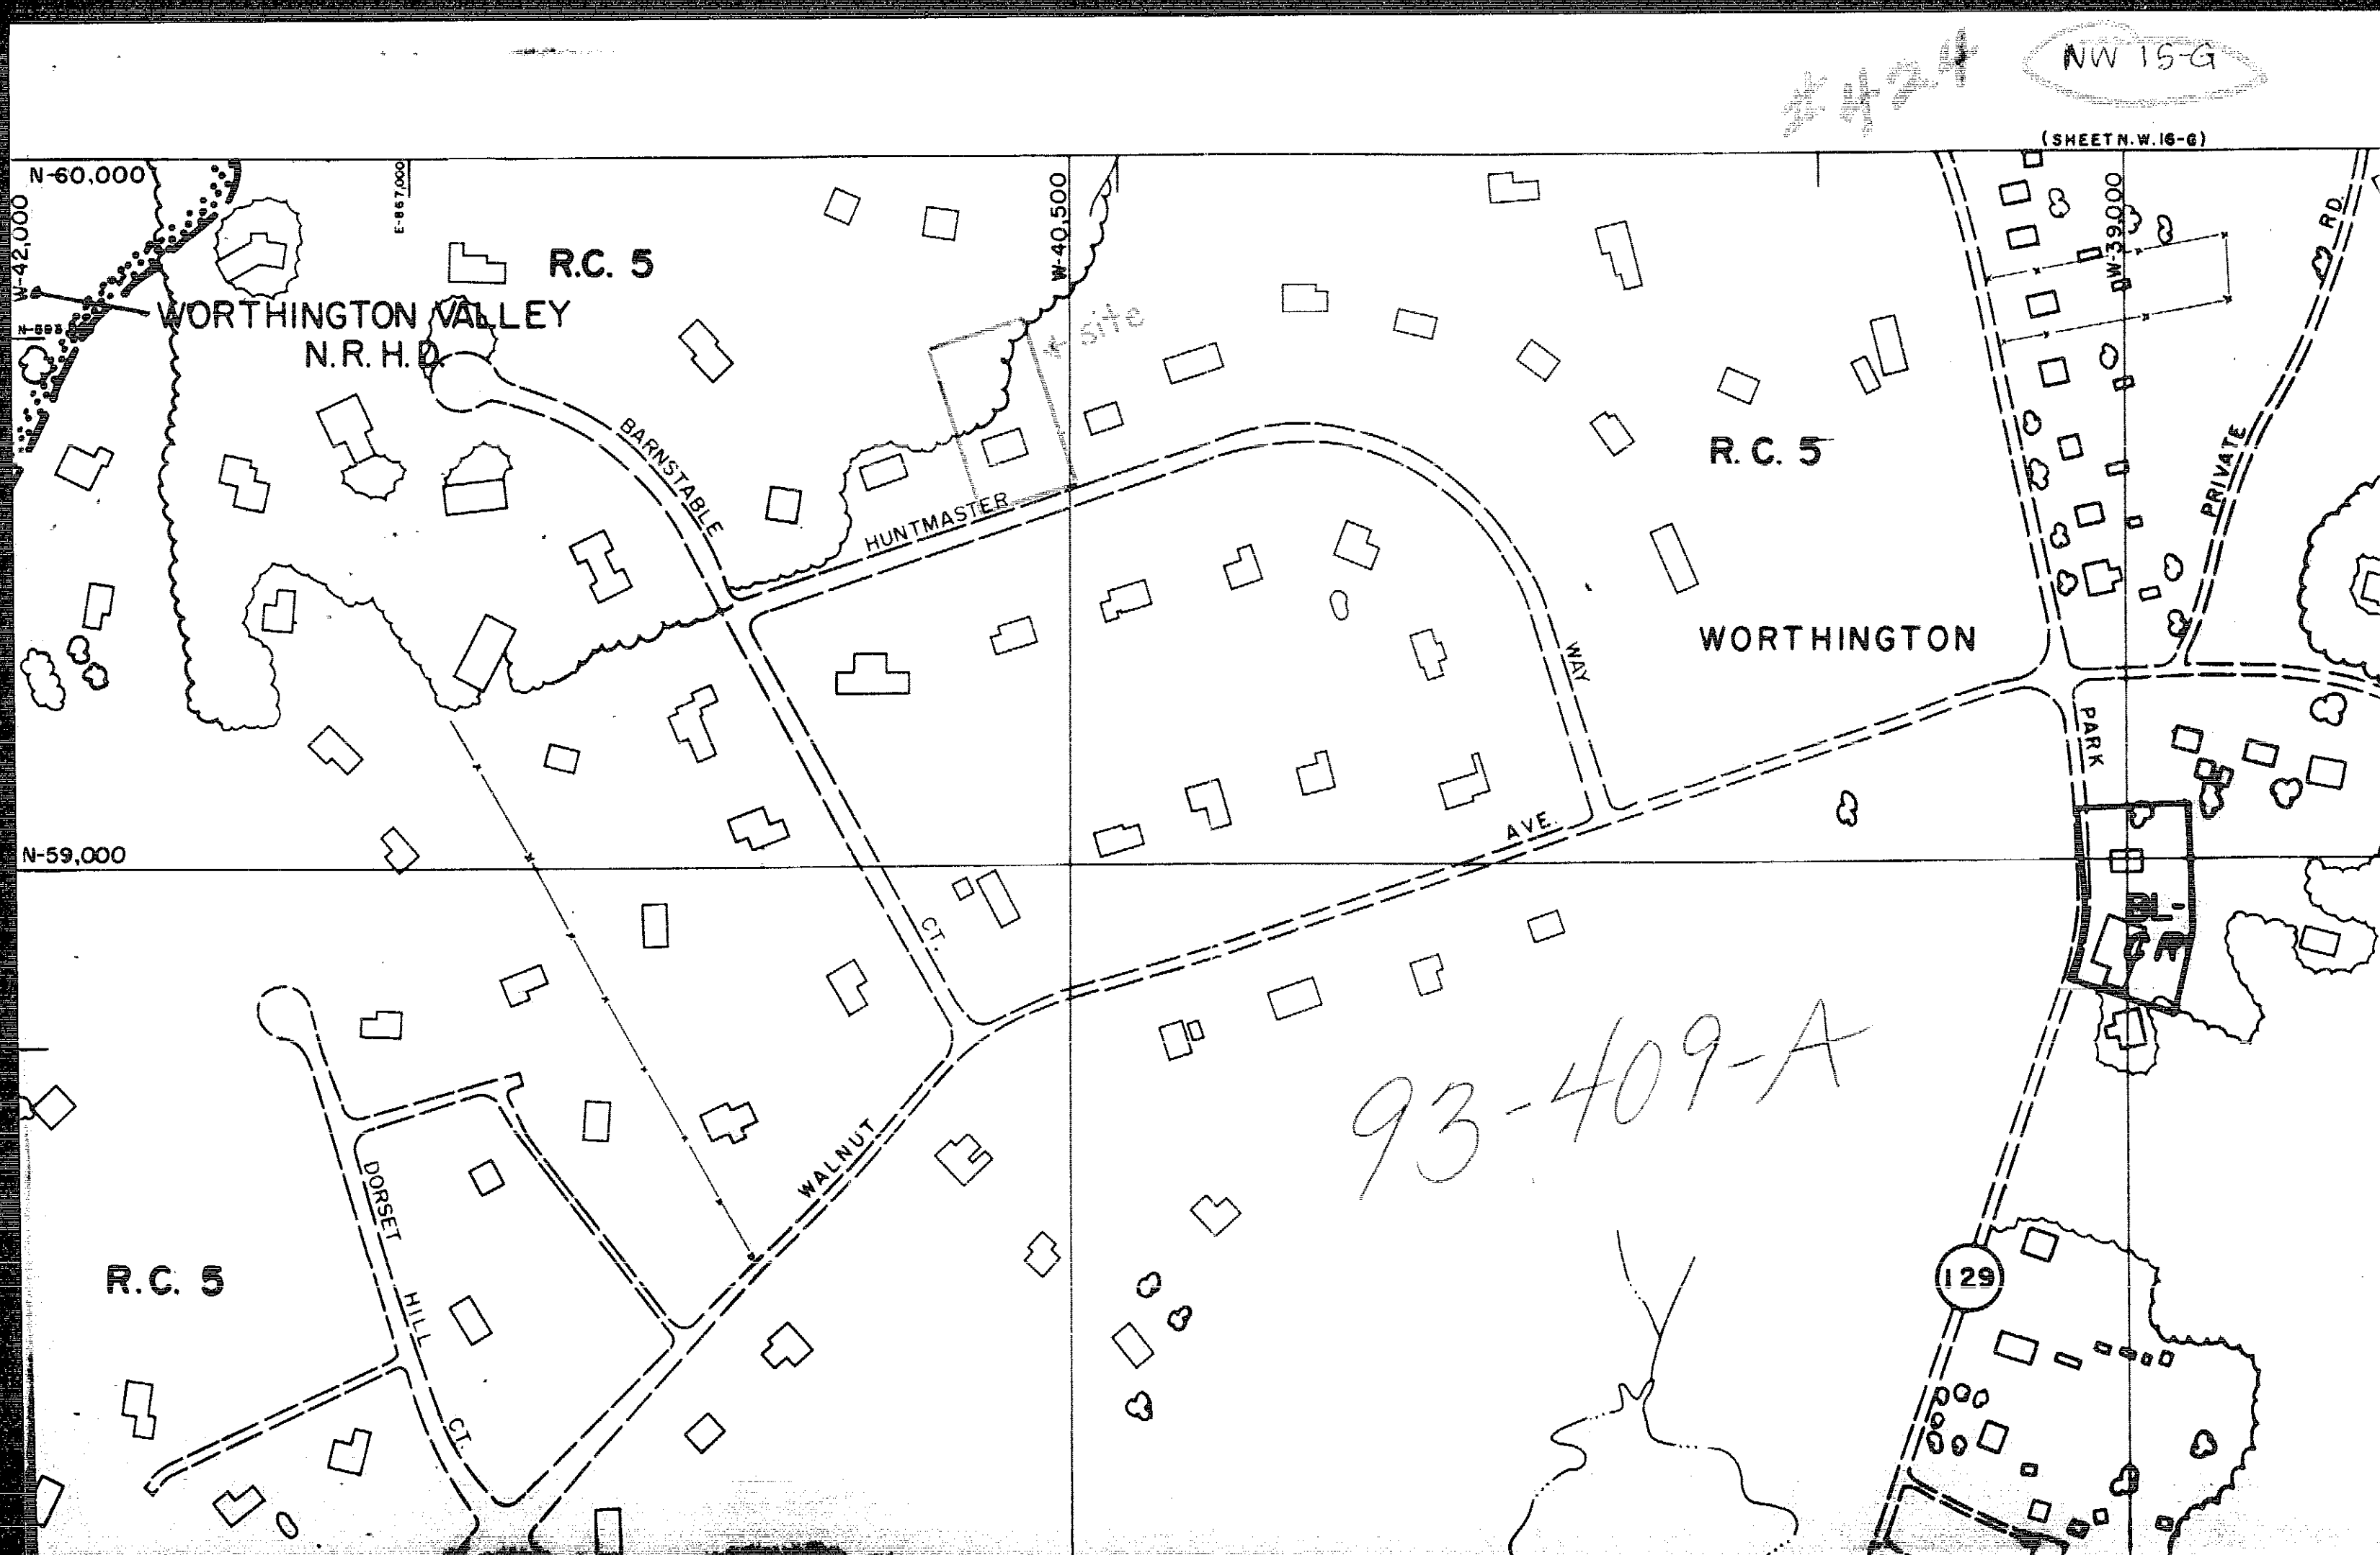 NW 15-G
#424
(SHEET N.W. 16-G)
N-60,000
W-42,000
E-867,000
R.C. 5
W-40,500
W-39,000
RD.
WORTHINGTON VALLEY
N.R.H.D.
* site
BARNSTABLE
R.C. 5
PRIVATE
HUNTMASTER
WORTHINGTON
WAY
PARK
AVE.
N-59,000
CT.
BL-
CR
93-409-A
WALNUT
DORSET
HILL
CT.
R.C. 5
129